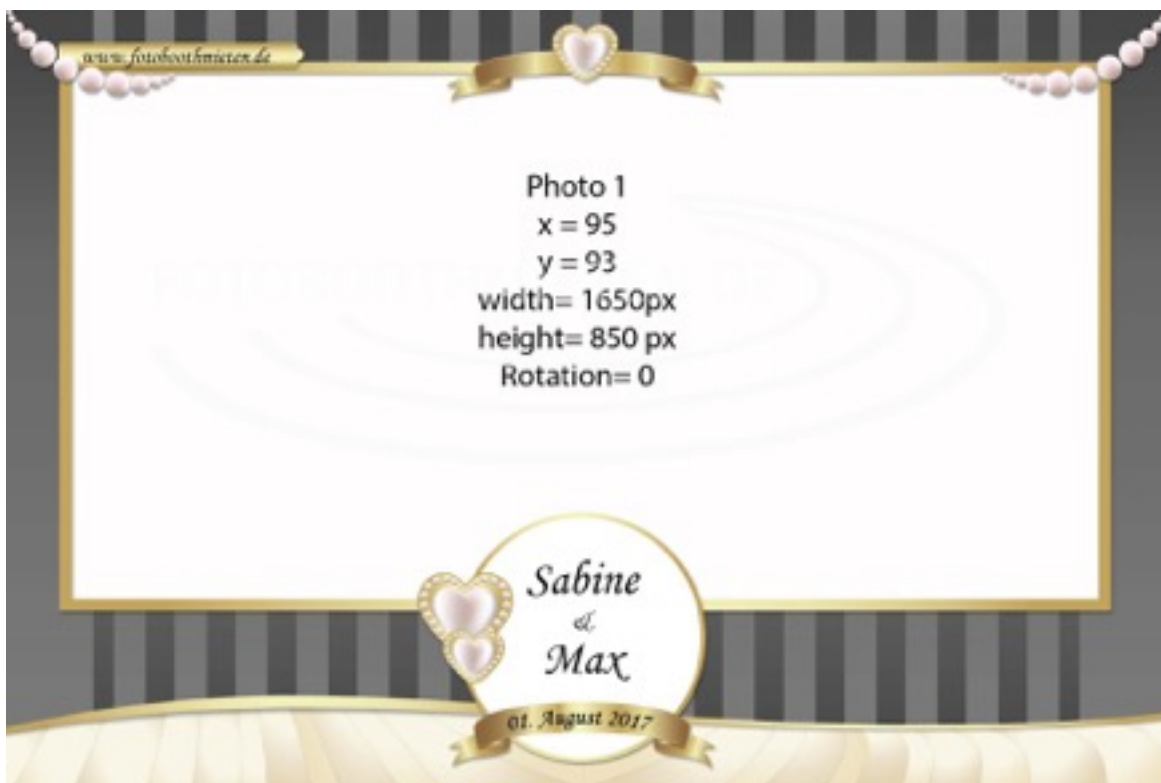 www.fotoboothmieten.de
Photo 1
x = 95
y = 93
width= 1650px
height= 850 px
Rotation= 0
Sabine
&
Max
01. August 2017